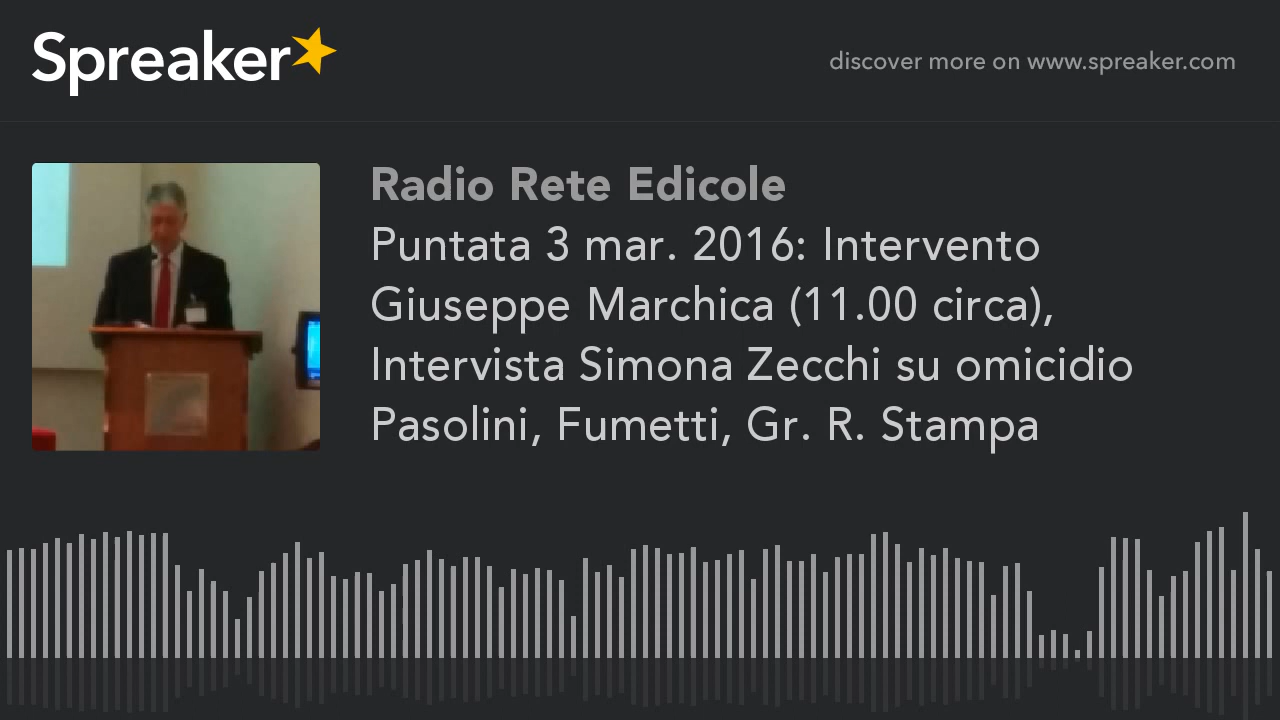 Spreaker
discover more on www.spreaker.com
Radio Rete Edicole
Puntata 3 mar. 2016: Intervento
Giuseppe Marchica (11.00 circa),
Intervista Simona Zecchi su omicidio
Pasolini, Fumetti, Gr. R. Stampa